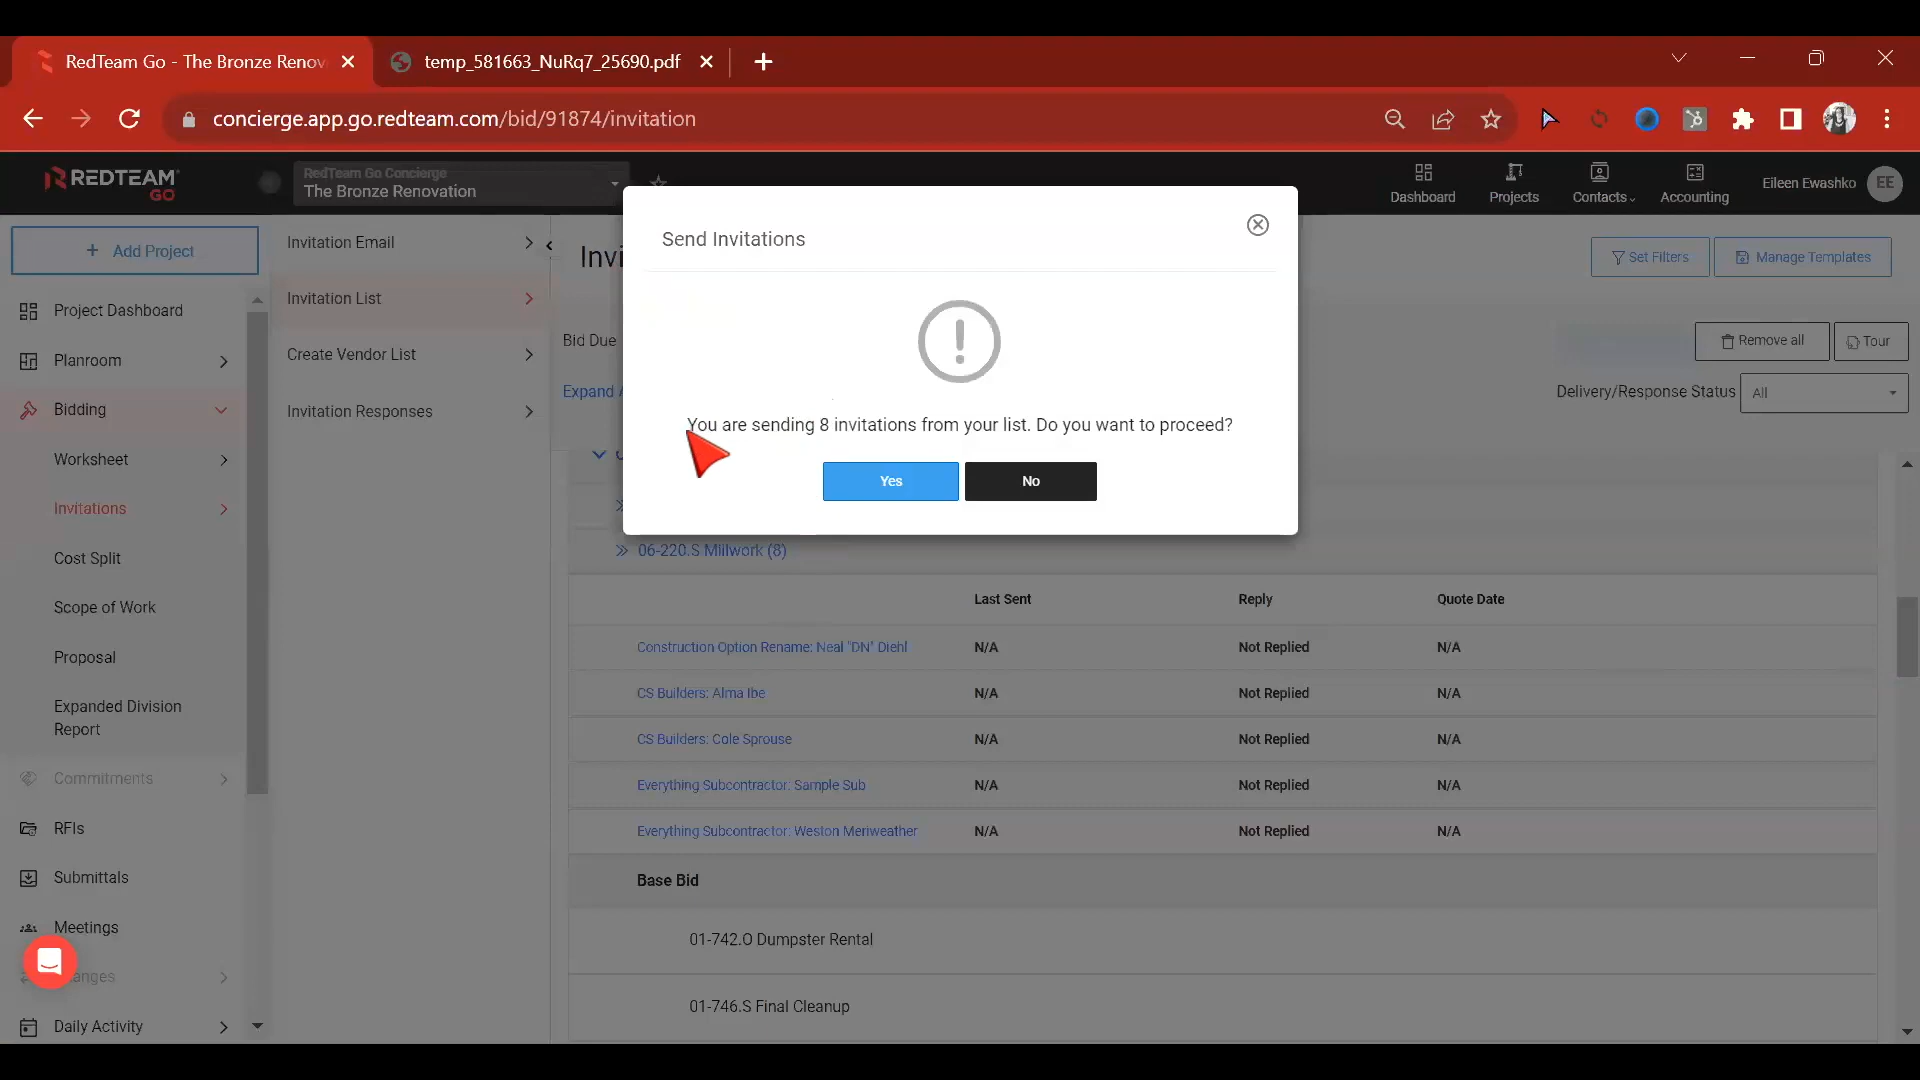 RedTeam Go - The Bronze Renov
temp_581663_NuRq7_25690.pdf
concierge.app.go.redteam.com/bid/91874/invitation
REDTEAM
GO
RedTeam Go Concierge
The Bronze Renovation
Dashboard
Projects
Contacts
Accounting
Eileen Ewashko
EE
+ Add Project
Project Dashboard
Planroom
Bidding
Worksheet
Invitations
Cost Split
Scope of Work
Proposal
Expanded Division
Report
Commitments
RFIs
Submittals
Meetings
Daily Activity
Invitation Email
Invitation List
Create Vendor List
Invitation Responses
Set Filters
Manage Templates
Bid Due
Remove all
Tour
Expand
Delivery/Response Status
All
Send Invitations
You are sending 8 invitations from your list. Do you want to proceed?
Yes
No
06-220.S Millwork (8)
Last Sent
Reply
Quote Date
Construction Option Rename: Neal "DN" Diehl
N/A
Not Replied
N/A
CS Builders: Alma Ibe
N/A
Not Replied
N/A
CS Builders: Cole Sprouse
N/A
Not Replied
N/A
Everything Subcontractor: Sample Sub
N/A
Not Replied
N/A
Everything Subcontractor: Weston Meriweather
N/A
Not Replied
N/A
Base Bid
01-742.O Dumpster Rental
01-746.S Final Cleanup